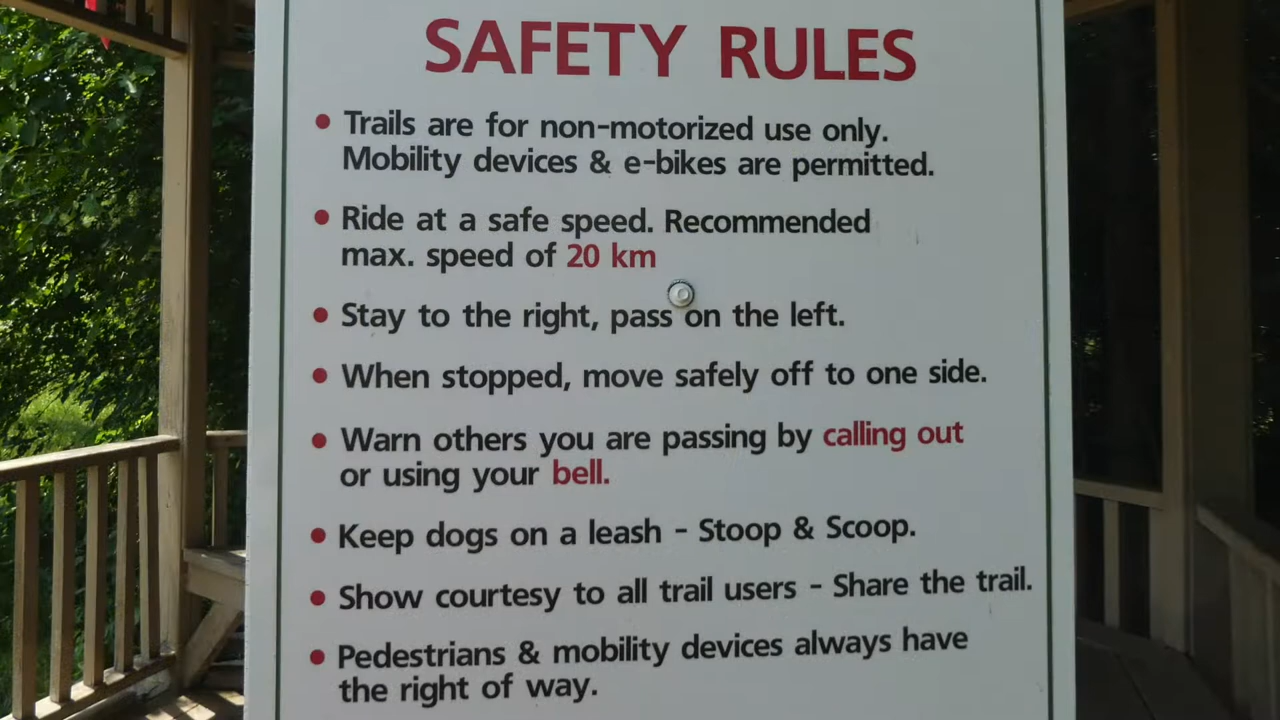 SAFETY RULES
• Trails are for non-motorized use only.
Mobility devices & e-bikes are permitted.
• Ride at a safe speed. Recommended
max. speed of 20 km
• Stay to the right, pass on the left.
• When stopped, move safely off to one side.
• Warn others you are passing by calling out
or using your bell.
• Keep dogs on a leash - Stoop & Scoop.
• Show courtesy to all trail users - Share the trail.
• Pedestrians & mobility devices always have
the right of way.